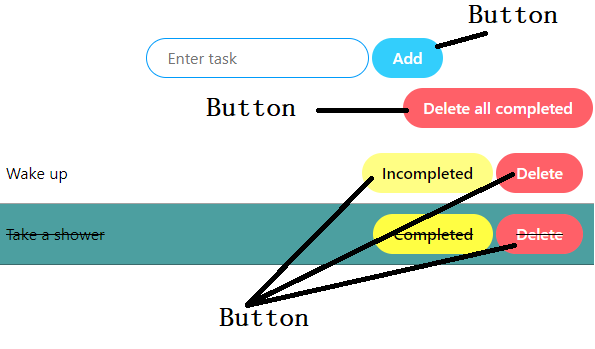 Button
Enter task Add
Button Delete all completed
Wake up Incompleted Delete
Take a shower Completed Delete
Button